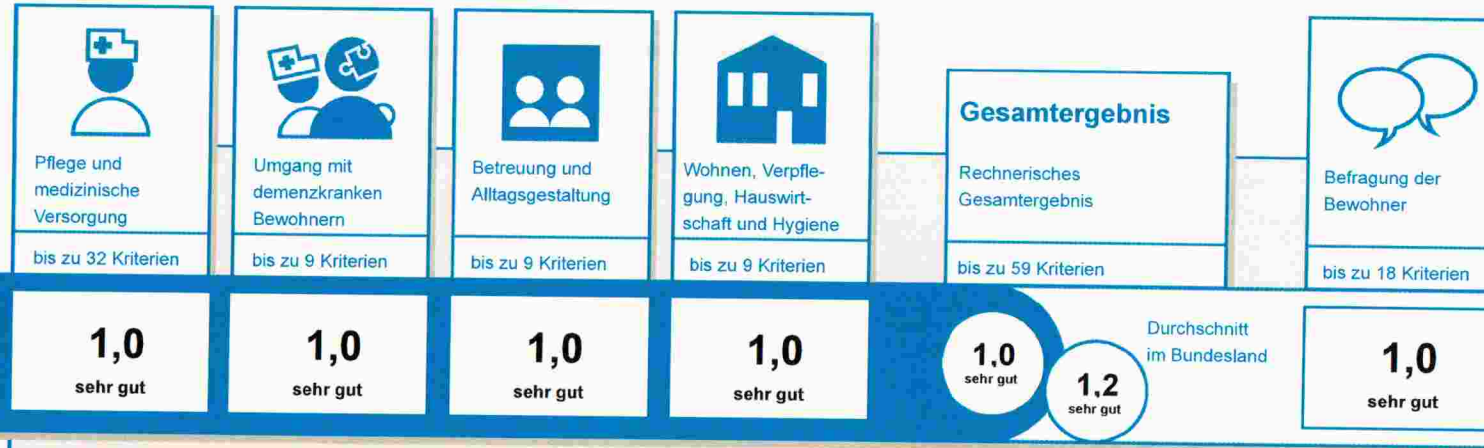 Pflege und
medizinische
Versorgung
bis zu 32 Kriterien
1,0
sehr gut
Umgang mit
demenzkranken
Bewohnern
bis zu 9 Kriterien
1,0
sehr gut
Betreuung und
Alltagsgestaltung
bis zu 9 Kriterien
1,0
sehr gut
Wohnen, Verpfle-
gung, Hauswirt-
schaft und Hygiene
bis zu 9 Kriterien
1,0
sehr gut
Gesamtergebnis
Rechnerisches
Gesamtergebnis
bis zu 59 Kriterien
1,0
sehr gut
1,2
sehr gut
Durchschnitt
im Bundesland
Befragung der
Bewohner
bis zu 18 Kriterien
1,0
sehr gut